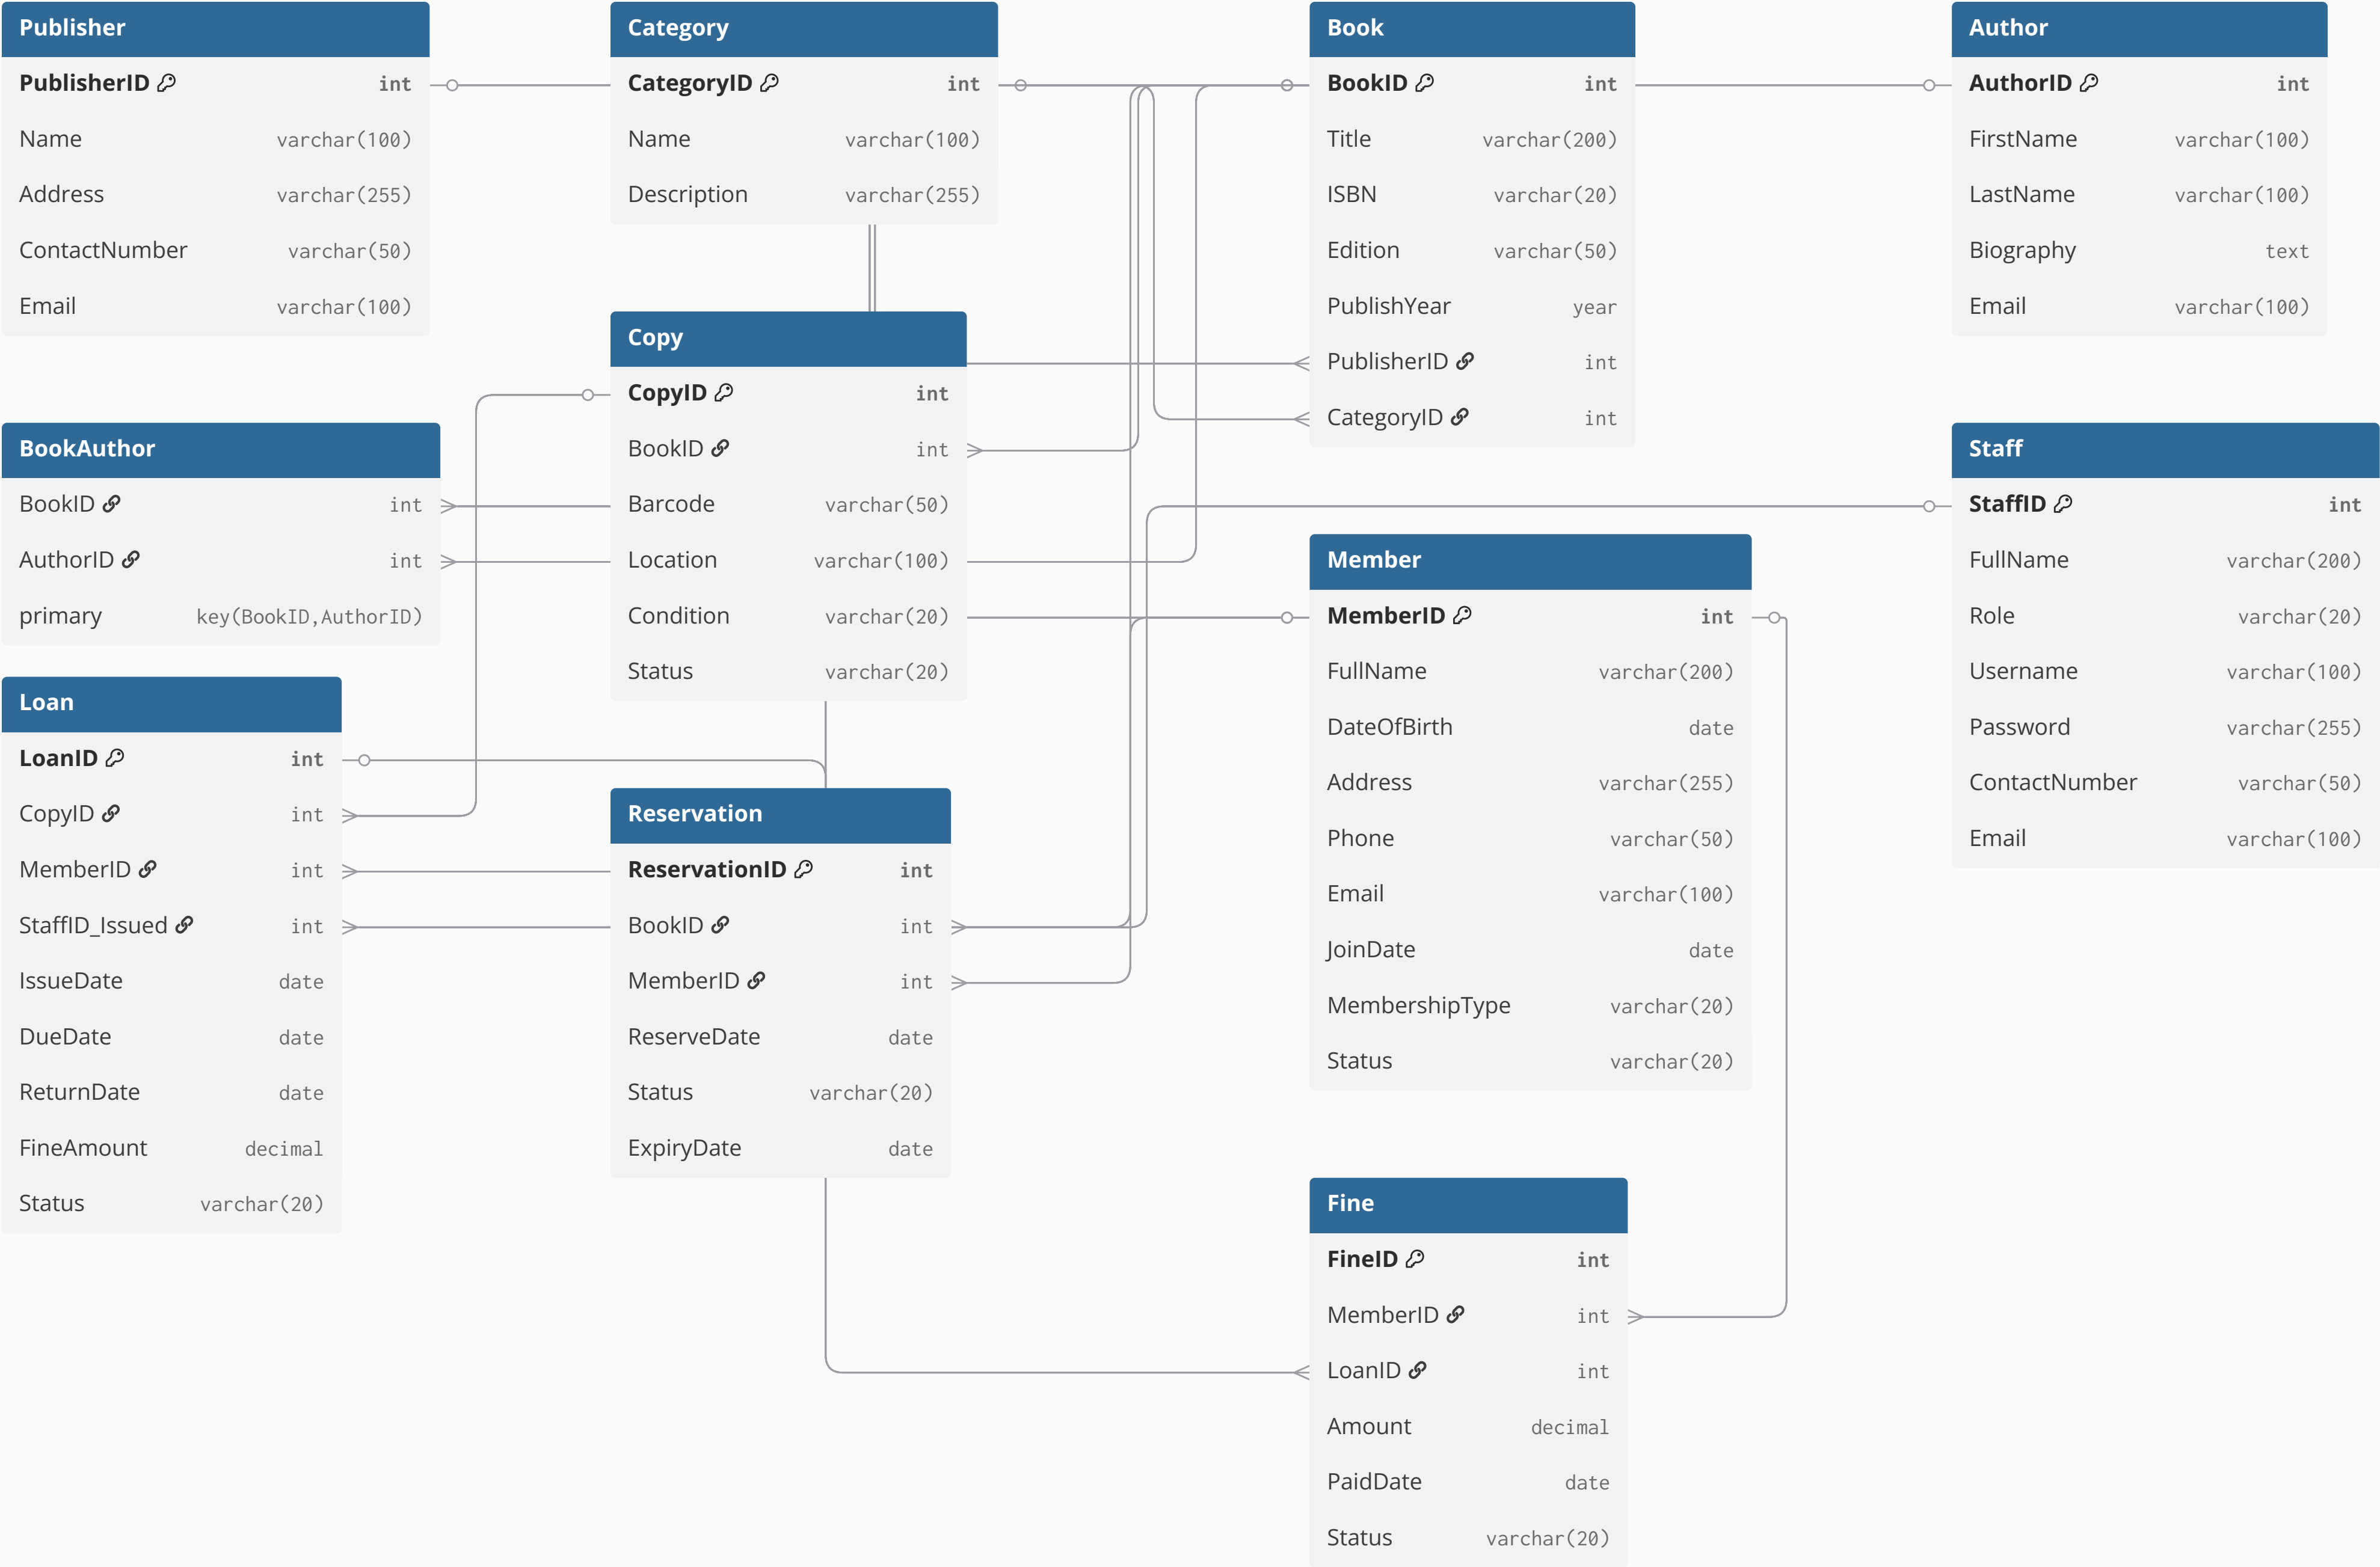 Publisher
PublisherID int
Name varchar(100)
Address varchar(255)
ContactNumber varchar(50)
Email varchar(100)
Category
CategoryID int
Name varchar(100)
Description varchar(255)
Book
BookID int
Title varchar(200)
ISBN varchar(20)
Edition varchar(50)
PublishYear year
PublisherID int
CategoryID int
Author
AuthorID int
FirstName varchar(100)
LastName varchar(100)
Biography text
Email varchar(100)
Copy
CopyID int
BookID int
Barcode varchar(50)
Location varchar(100)
Condition varchar(20)
Status varchar(20)
BookAuthor
BookID int
AuthorID int
primary key(BookID,AuthorID)
Staff
StaffID int
FullName varchar(200)
Role varchar(20)
Username varchar(100)
Password varchar(255)
ContactNumber varchar(50)
Email varchar(100)
Member
MemberID int
FullName varchar(200)
DateOfBirth date
Address varchar(255)
Phone varchar(50)
Email varchar(100)
JoinDate date
MembershipType varchar(20)
Status varchar(20)
Loan
LoanID int
CopyID int
MemberID int
StaffID_Issued int
IssueDate date
DueDate date
ReturnDate date
FineAmount decimal
Status varchar(20)
Reservation
ReservationID int
BookID int
MemberID int
ReserveDate date
Status varchar(20)
ExpiryDate date
Fine
FineID int
MemberID int
LoanID int
Amount decimal
PaidDate date
Status varchar(20)